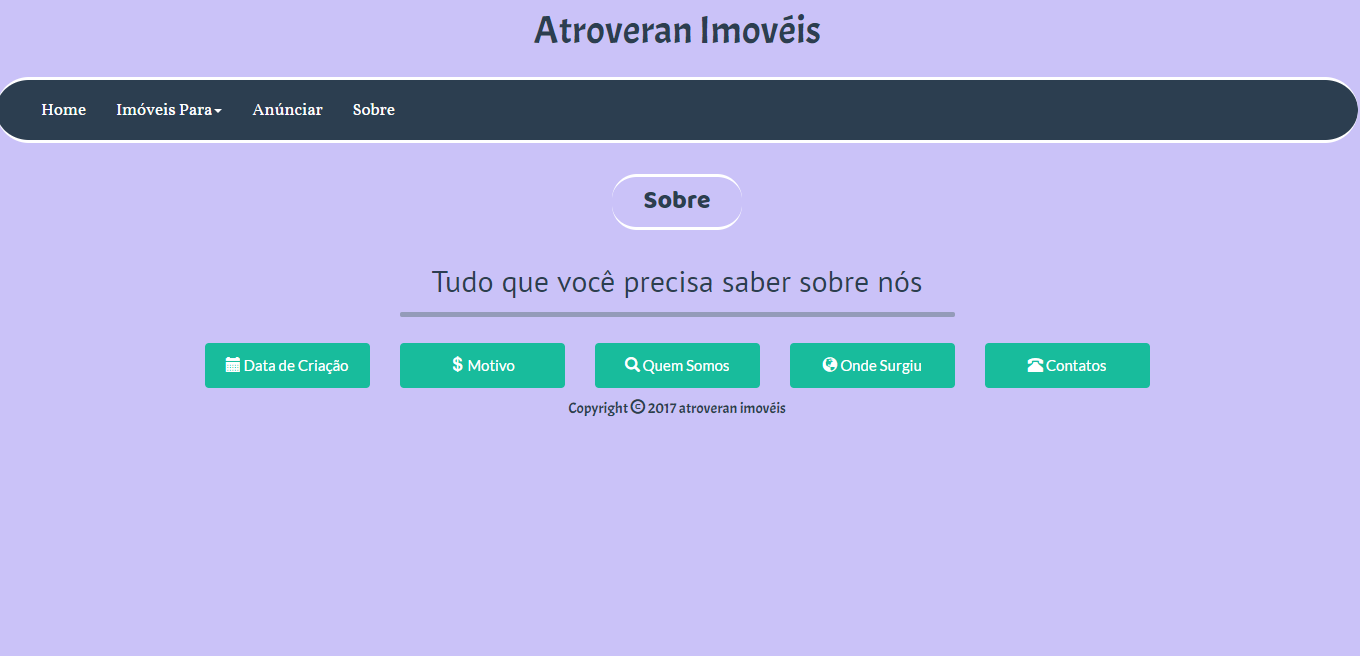 Atroveran Imovéis
Home Imóveis Para Anúnciar Sobre
Sobre
Tudo que você precisa saber sobre nós
Data de Criação $ Motivo Quem Somos Onde Surgiu Contatos
Copyright © 2017 atroveran imovéis